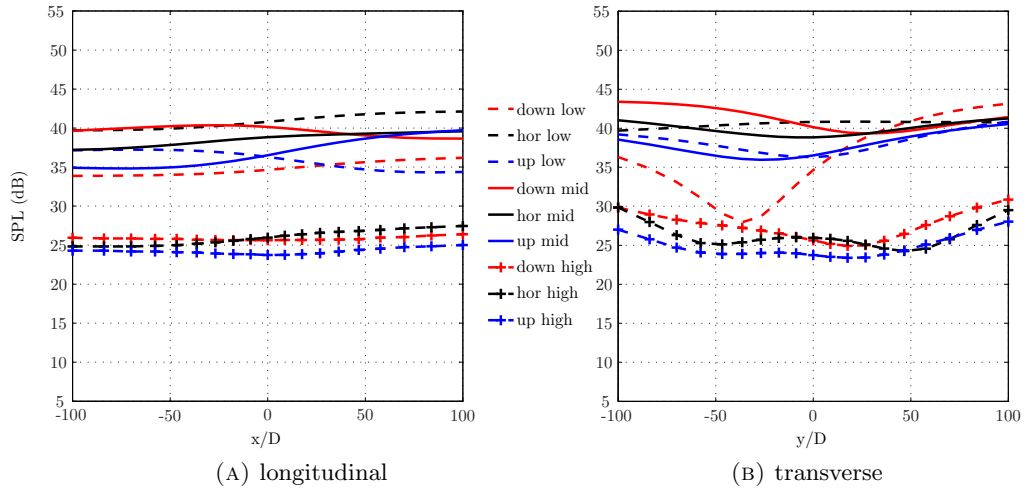 55
50
45
40
35
30
25
20
15
10
5
SPL (dB)
-100 -50 0 50 100
x/D
(A) longitudinal
down low
hor low
up low
down mid
hor mid
up mid
down high
hor high
up high
55
50
45
40
35
30
25
20
15
10
5
-100 -50 0 50 100
y/D
(B) transverse